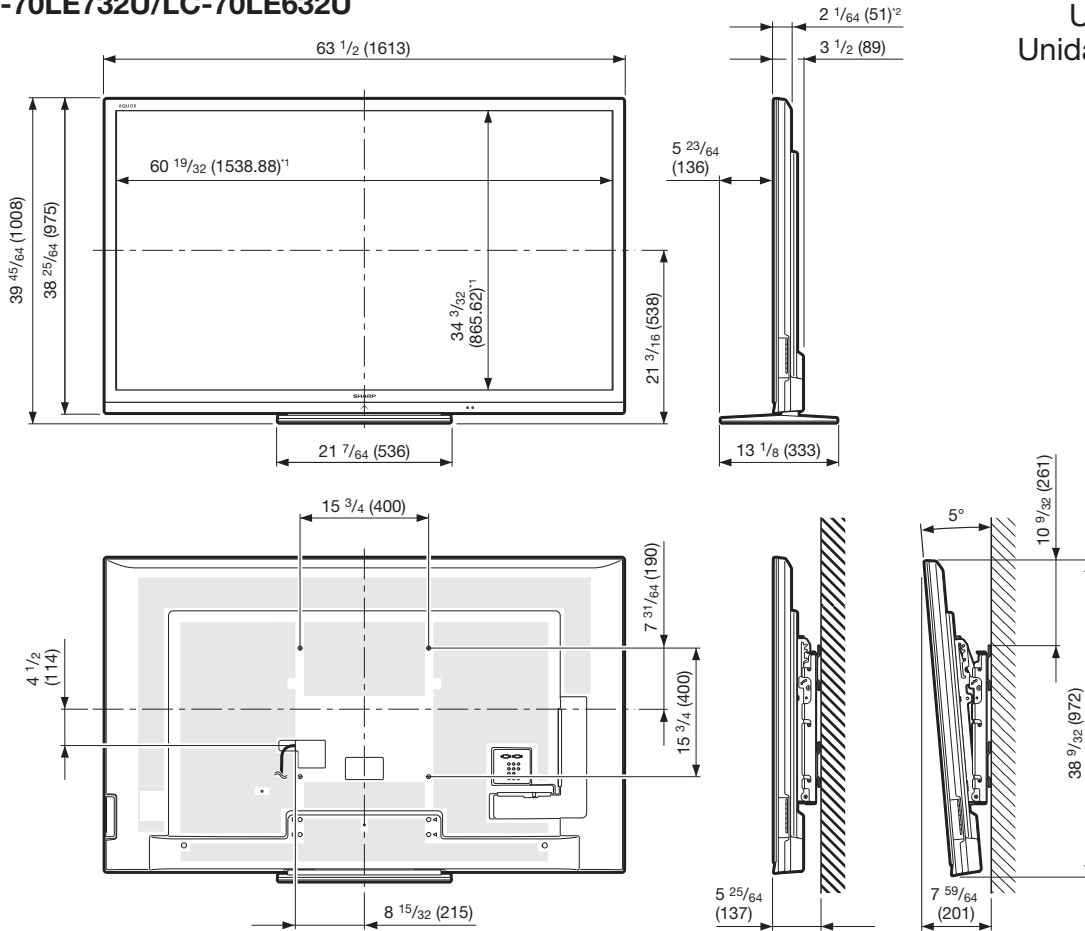 -70LE732U/LC-70LE632U
2 1/64 (51)*2
3 1/2 (89)
U
Unida
63 1/2 (1613)
AQUOS
60 19/32 (1538.88)*1
5 23/64
(136)
39 45/64 (1008)
38 25/64 (975)
34 3/32
(865.62)*1
21 3/16 (538)
SHARP
21 7/64 (536)
13 1/8 (333)
15 3/4 (400)
7 31/64 (190)
5°
10 9/32 (261)
4 1/2
(114)
15 3/4 (400)
38 9/32 (972)
8 15/32 (215)
5 25/64
(137)
7 59/64
(201)